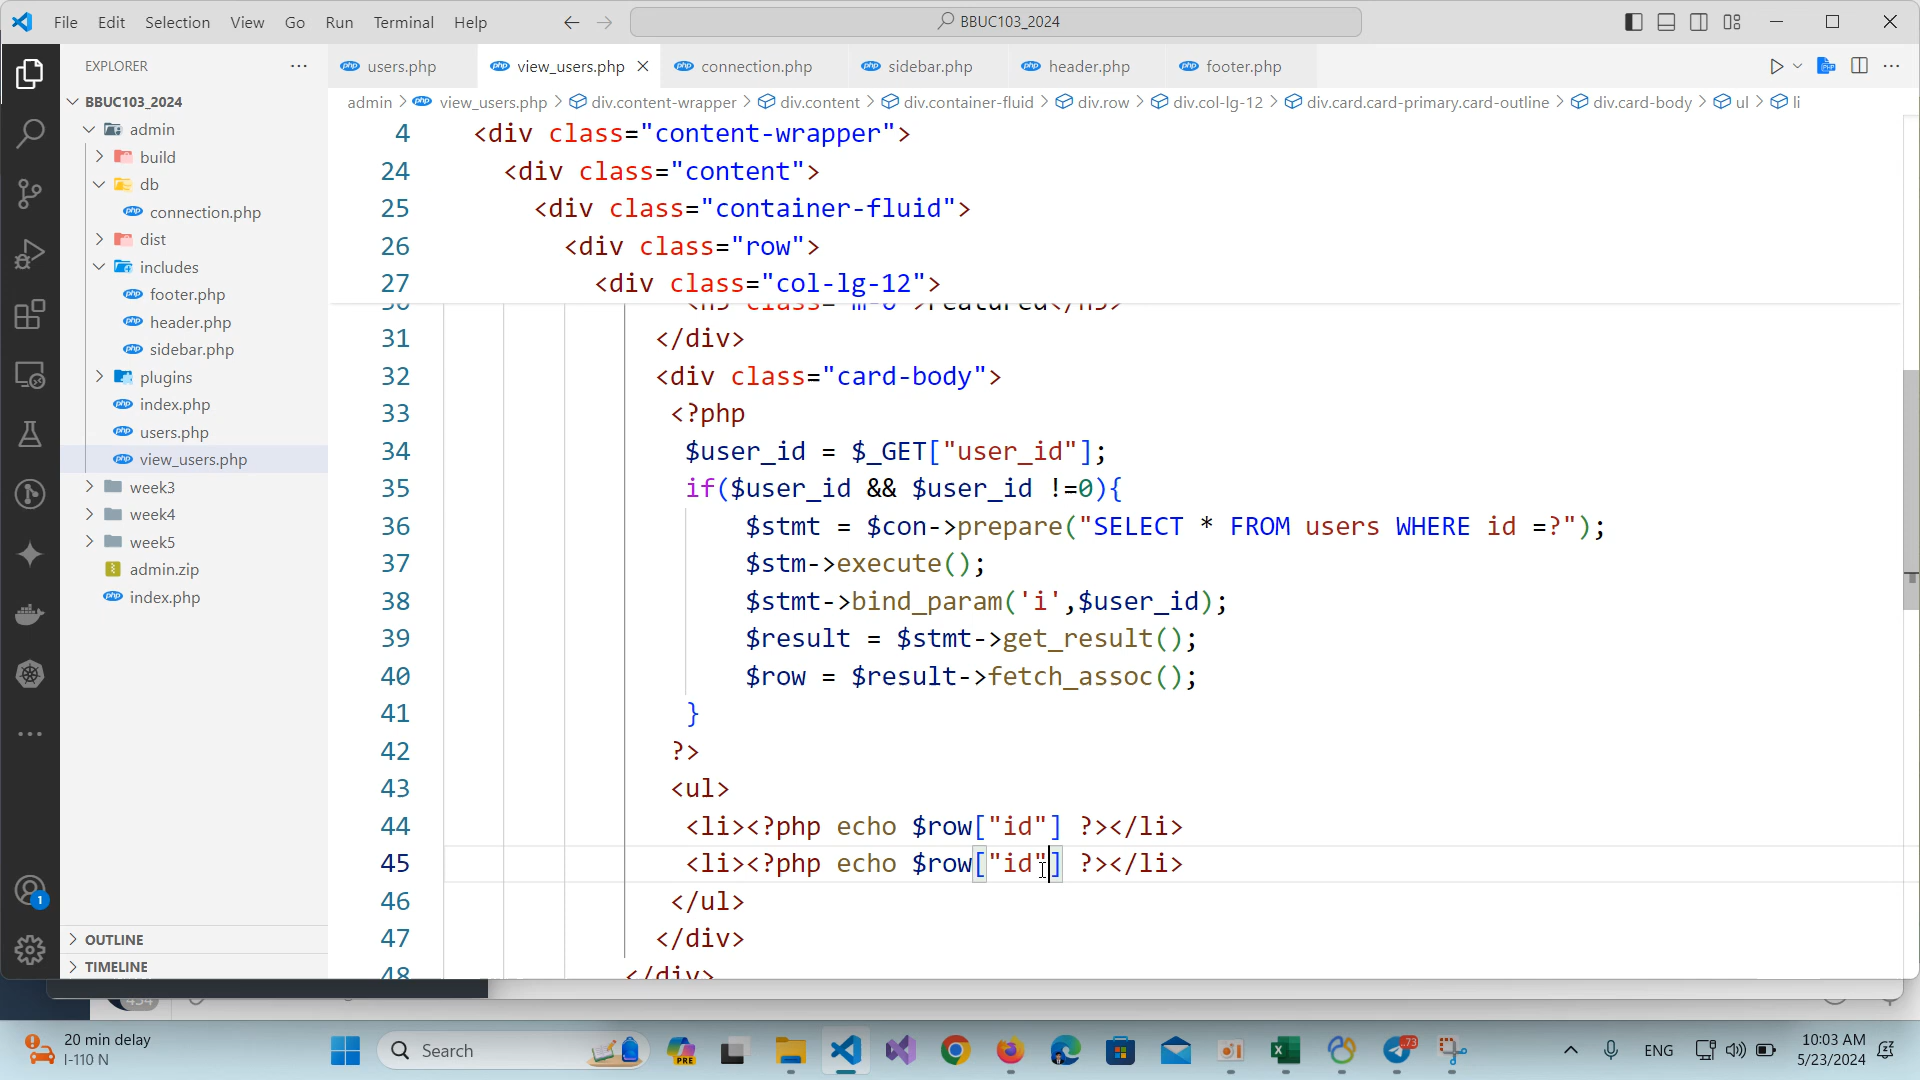 File Edit Selection View Go Run Terminal Help
BBUC103_2024
EXPLORER
users.php
view_users.php
connection.php
sidebar.php
header.php
footer.php
admin > view_users.php > div.content-wrapper > div.content > div.container-fluid > div.row > div.col-lg-12 > div.card.card-primary.card-outline > div.card-body > ul > li
BBUC103_2024
admin
build
db
connection.php
dist
includes
footer.php
header.php
sidebar.php
plugins
index.php
users.php
view_users.php
week3
week4
week5
admin.zip
index.php
OUTLINE
TIMELINE
1
4 <div class="content-wrapper">
24 <div class="content">
25 <div class="container-fluid">
26 <div class="row">
27 <div class="col-lg-12">
30 <h5 class="m-0">Featured</h5>
31 </div>
32 <div class="card-body">
33 <?php
34 $user_id = $_GET["user_id"];
35 if($user_id && $user_id !=0){
36 $stmt = $con->prepare("SELECT * FROM users WHERE id =?");
37 $stm->execute();
38 $stmt->bind_param('i',$user_id);
39 $result = $stmt->get_result();
40 $row = $result->fetch_assoc();
41 }
42 ?>
43 <ul>
44 <li><?php echo $row["id"] ?></li>
45 <li><?php echo $row["id"] ?></li>
46 </ul>
47 </div>
48 </div>
434
20 min delay
I-110 N
Search
PRE
73
ENG
10:03 AM
5/23/2024